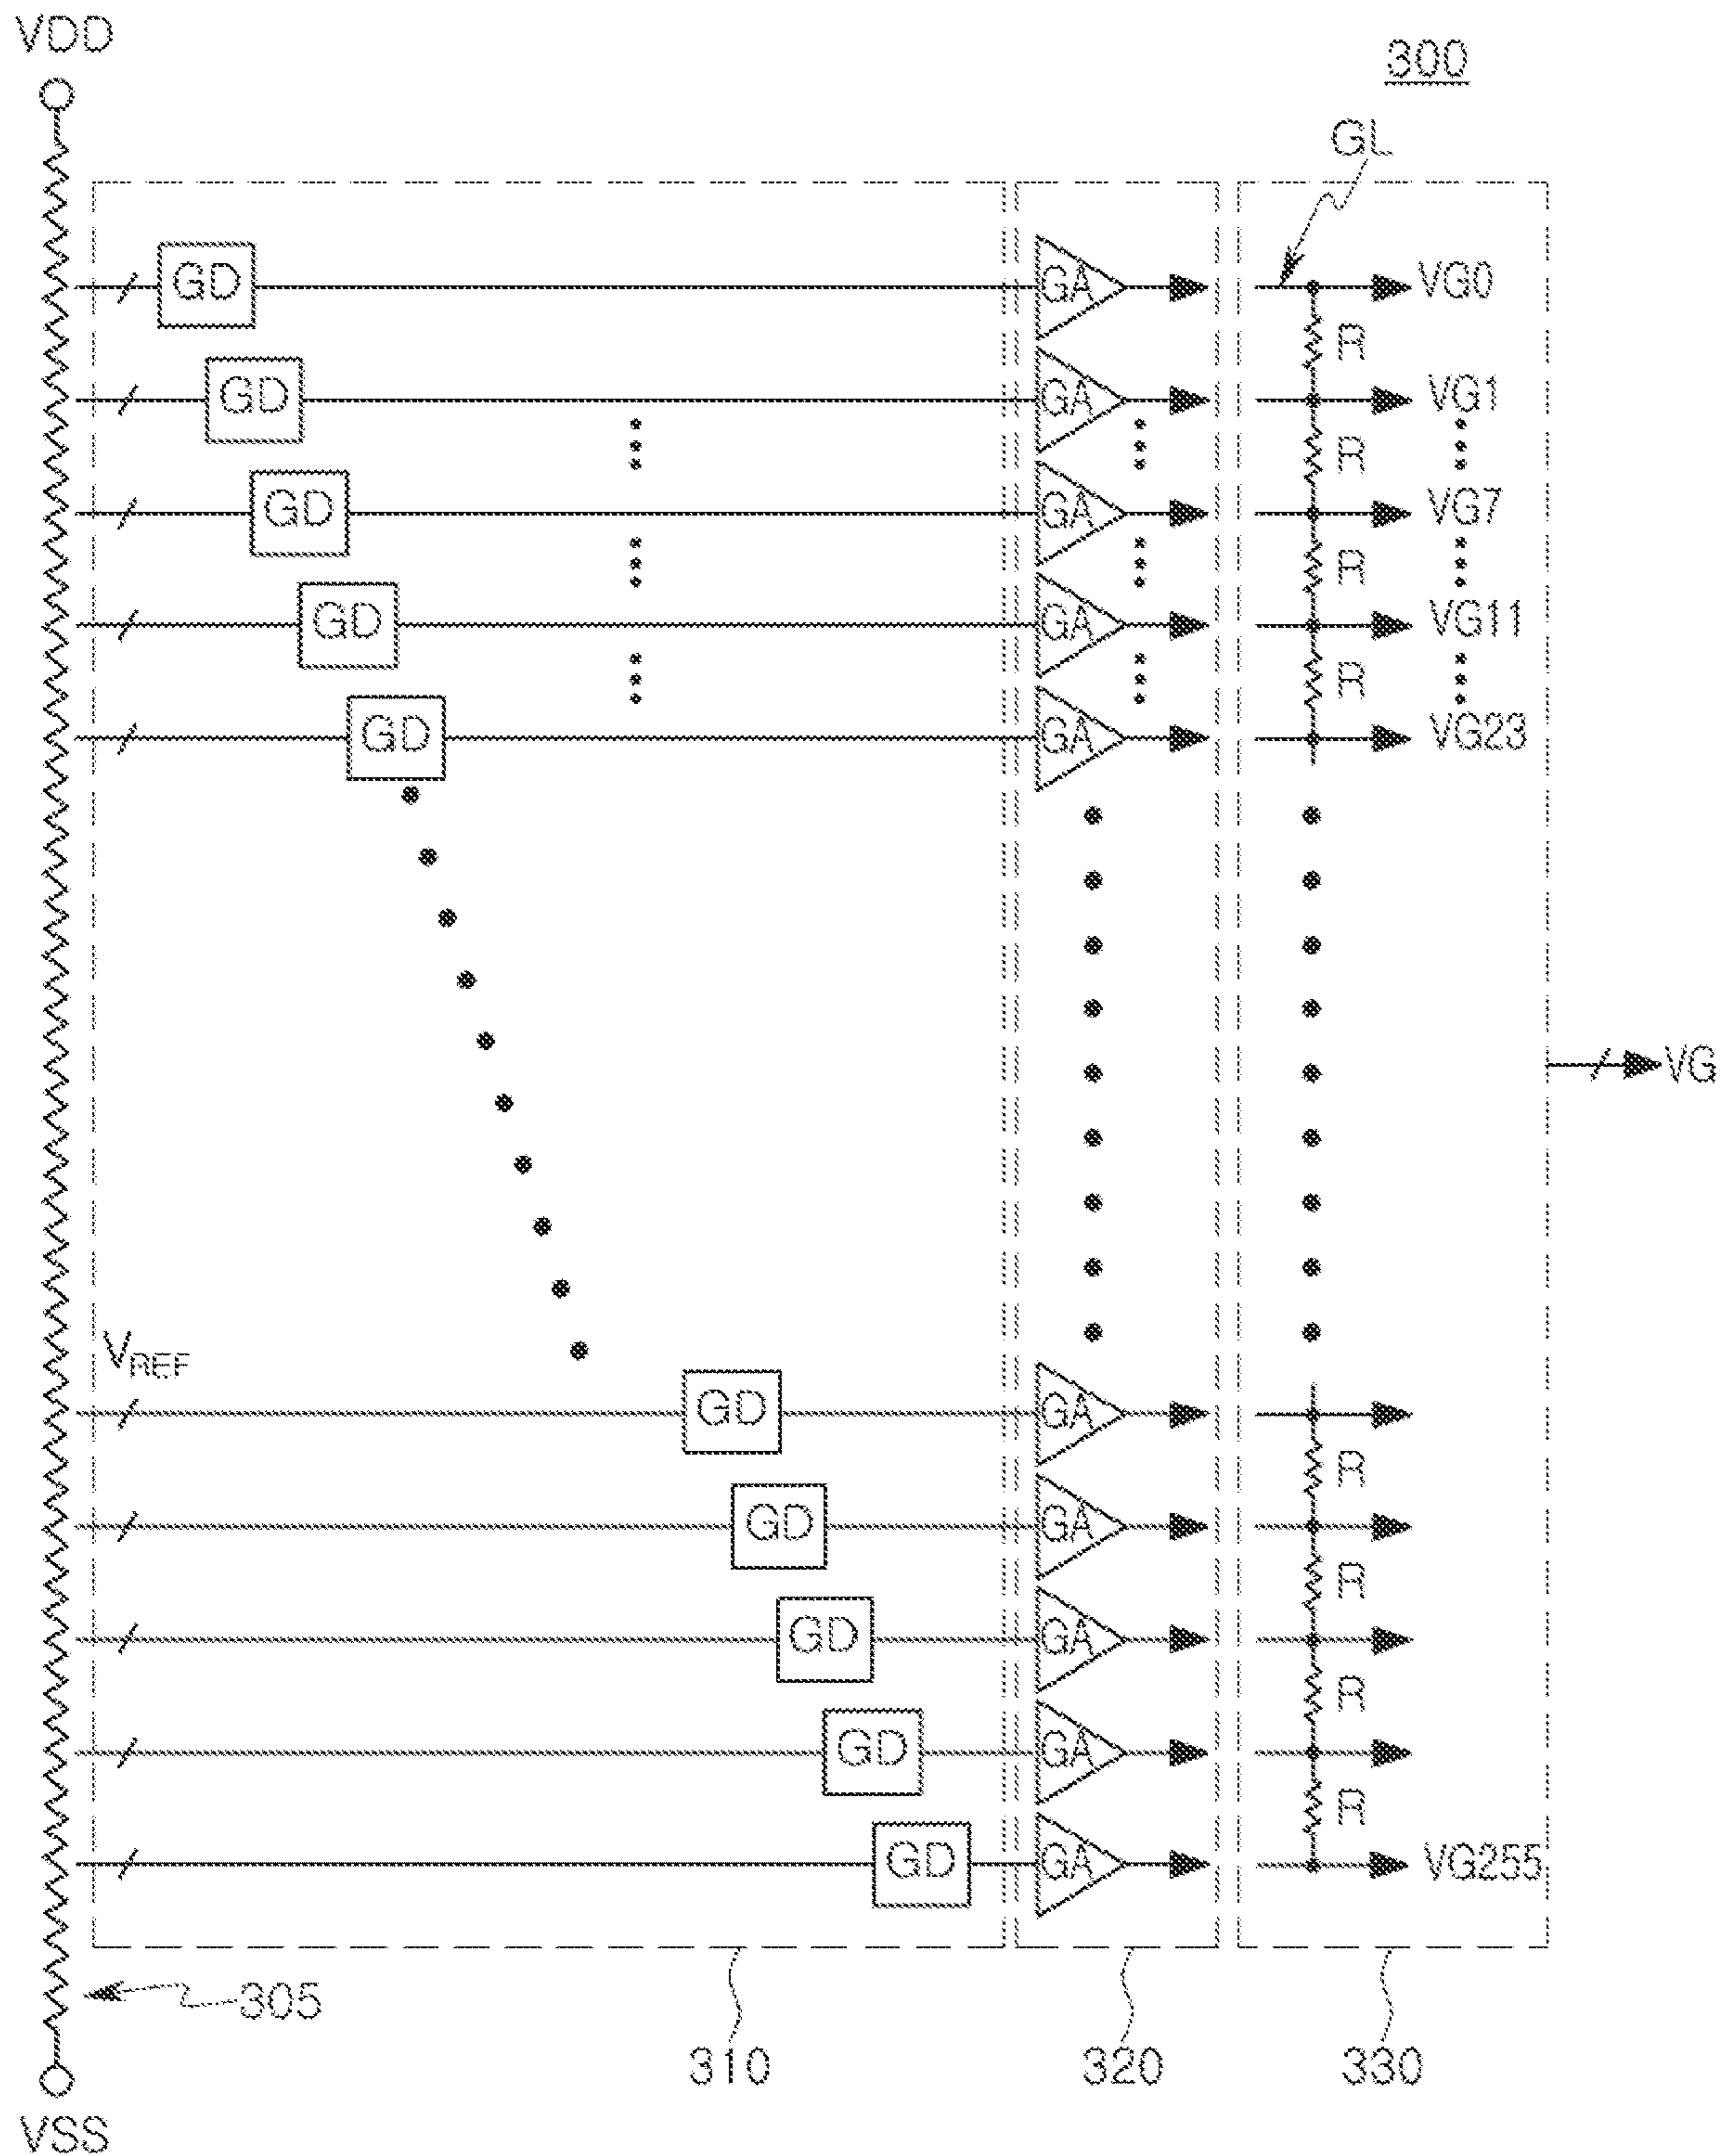 VDD
300
GL
GD GA VG0
R
GD GA VG1
R
GD GA VG7
R
GD GA VG11
R
GD GA VG23
VG
VREF
GD GA
R
GD GA
R
GD GA
R
GD GA
R
GD GA VG255
305
310 320 330
VSS